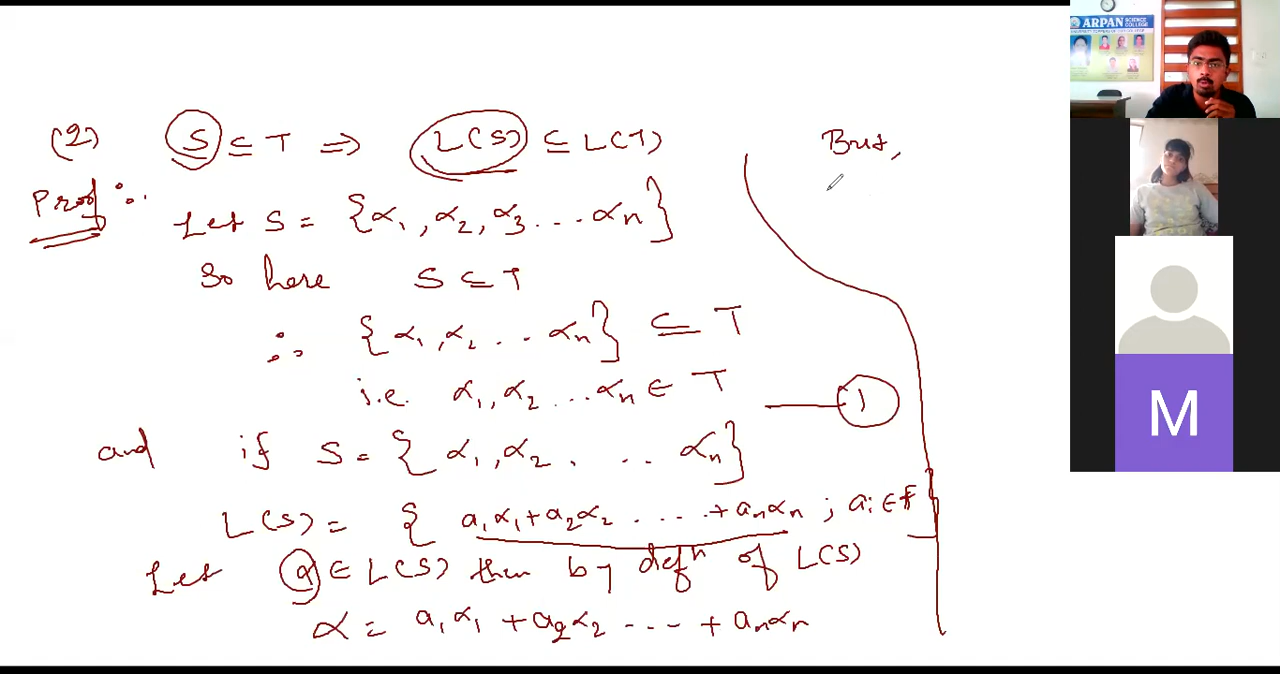 ARPAN SCIENCE COLLEGE
(2) S ⊆ T ⇒ L(S) ⊆ L(T)
Proof :.
Let S = {α₁, α₂, α₃ ... αn}
So here S ⊆ T
∴ {α₁, α₂ ... αn} ⊆ T
i.e. α₁, α₂ ... αn ∈ T —— 1
and if S = {α₁, α₂ . .. αn}
L(S) = { a₁α₁ + a₂α₂ .... + anαn ; ai ∈ F
Let α ∈ L(S) then by defⁿ of L(S)
α = a₁α₁ + a₂α₂ --- + anαn
But,
M